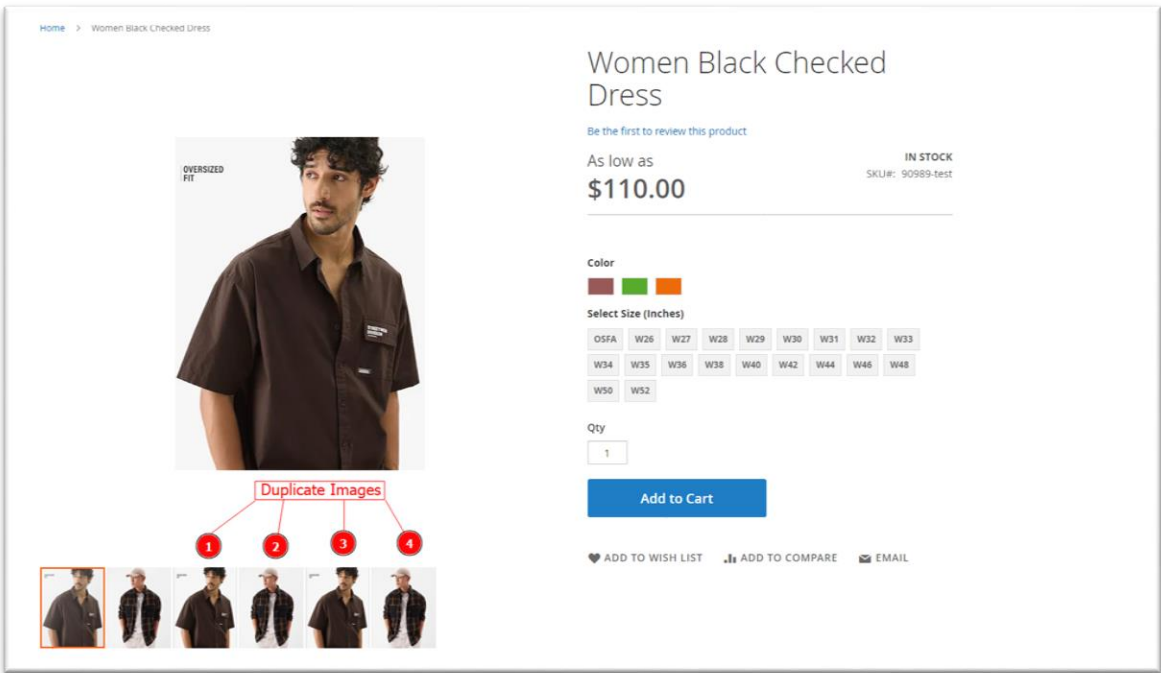 Home > Women Black Checked Dress
Women Black Checked
Dress
Be the first to review this product
As low as
$110.00
IN STOCK
SKU#: 90989-test
OVERSIZED
FIT
Color
Select Size (Inches)
OSFA W26 W27 W28 W29 W30 W31 W32 W33
W34 W35 W36 W38 W40 W42 W44 W46 W48
W50 W52
Qty
1
Add to Cart
ADD TO WISH LIST ADD TO COMPARE EMAIL
Duplicate Images
1 2 3 4